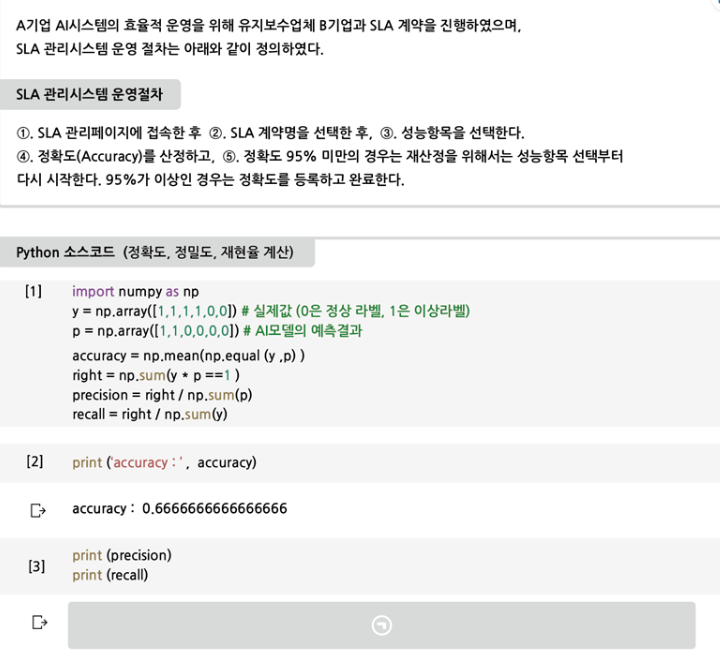 A기업 AI시스템의 효율적 운영을 위해 유지보수업체 B기업과 SLA 계약을 진행하였으며,
SLA 관리시스템 운영 절차는 아래와 같이 정의하였다.
SLA 관리시스템 운영절차
①. SLA 관리페이지에 접속한 후 ②. SLA 계약명을 선택한 후, ③. 성능항목을 선택한다.
④. 정확도(Accuracy)를 산정하고, ⑤. 정확도 95% 미만의 경우는 재산정을 위해서는 성능항목 선택부터
다시 시작한다. 95%가 이상인 경우는 정확도를 등록하고 완료한다.
Python 소스코드 (정확도, 정밀도, 재현율 계산)
[1] import numpy as np
y = np.array([1,1,1,1,0,0]) # 실제값 (0은 정상 라벨, 1은 이상라벨)
p = np.array([1,1,0,0,0,0]) # AI모델의 예측결과
accuracy = np.mean(np.equal (y ,p) )
right = np.sum(y * p ==1 )
precision = right / np.sum(p)
recall = right / np.sum(y)
[2] print ('accuracy : ' , accuracy)
accuracy : 0.6666666666666666
[3] print (precision)
print (recall)
㉠